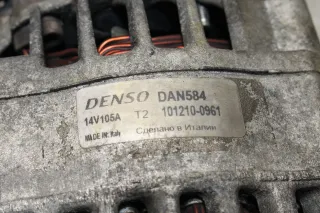 DENSO DAN584
14V105A T2 101210-0961
MADE IN: Italy Сделано в Италии